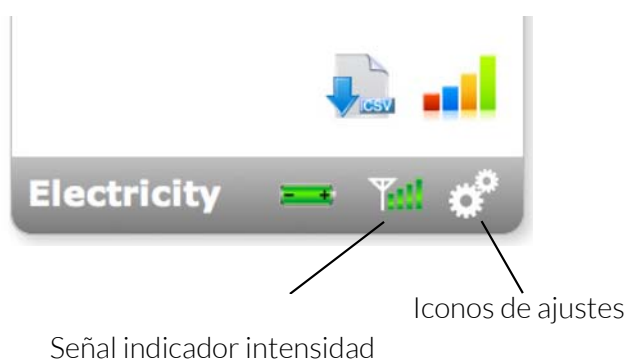 CSV
Electricity
Iconos de ajustes
Señal indicador intensidad